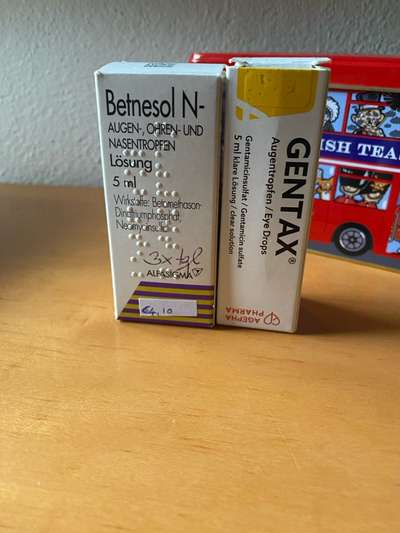 Betnesol N-
AUGEN-, OHREN- UND
NASENTROPFEN
Lösung
5 ml
Wirkstoffe: Betamethason-
Dinatriumphosphat,
Neomycinsulfat
3x tgl
ALFASIGMA
€4,10
GENTAX®
Augentropfen / Eye Drops
Gentamicinsulfat / Gentamicin sulfate
5 ml klare Lösung / clear solution
AGEPHA
PHARMA
ISH TEAS